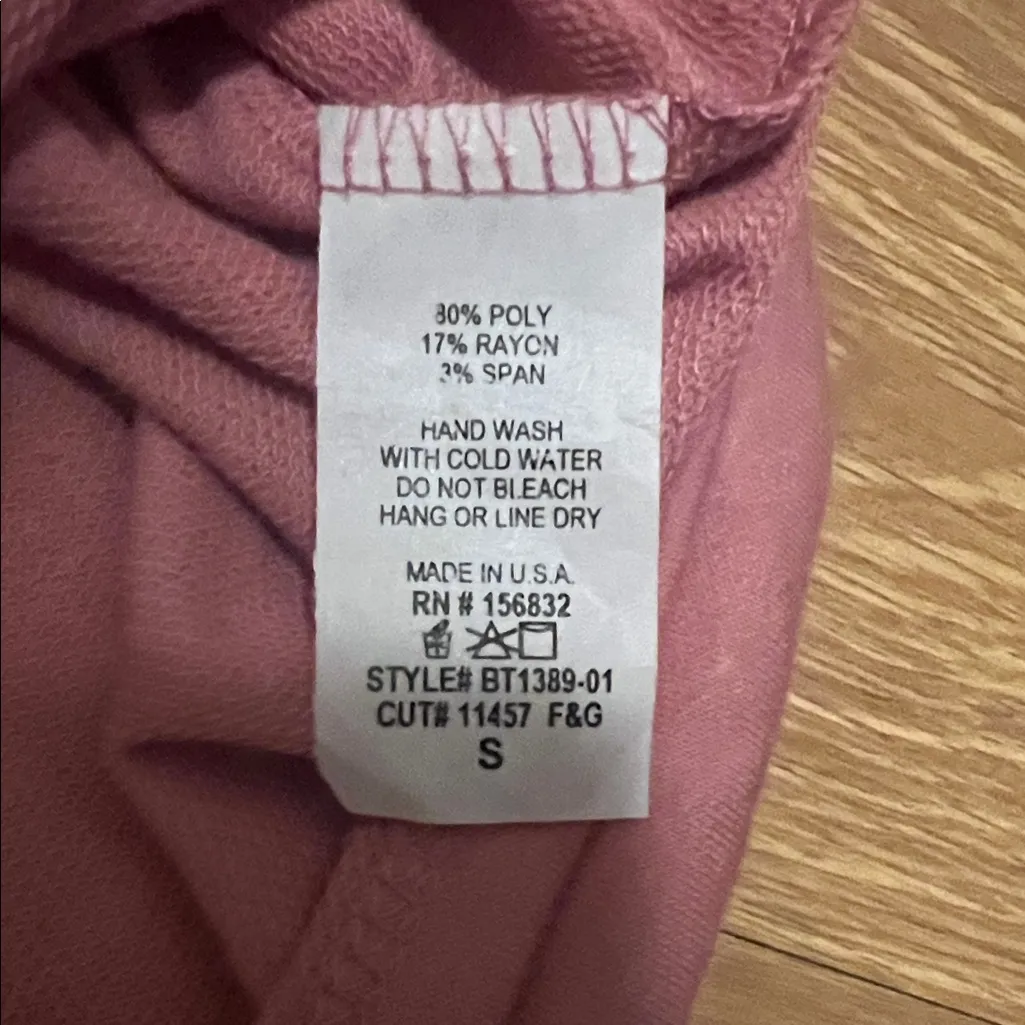 80% POLY
17% RAYON
3% SPAN
HAND WASH
WITH COLD WATER
DO NOT BLEACH
HANG OR LINE DRY
MADE IN U.S.A.
RN # 156832
STYLE# BT1389-01
CUT# 11457 F&G
S